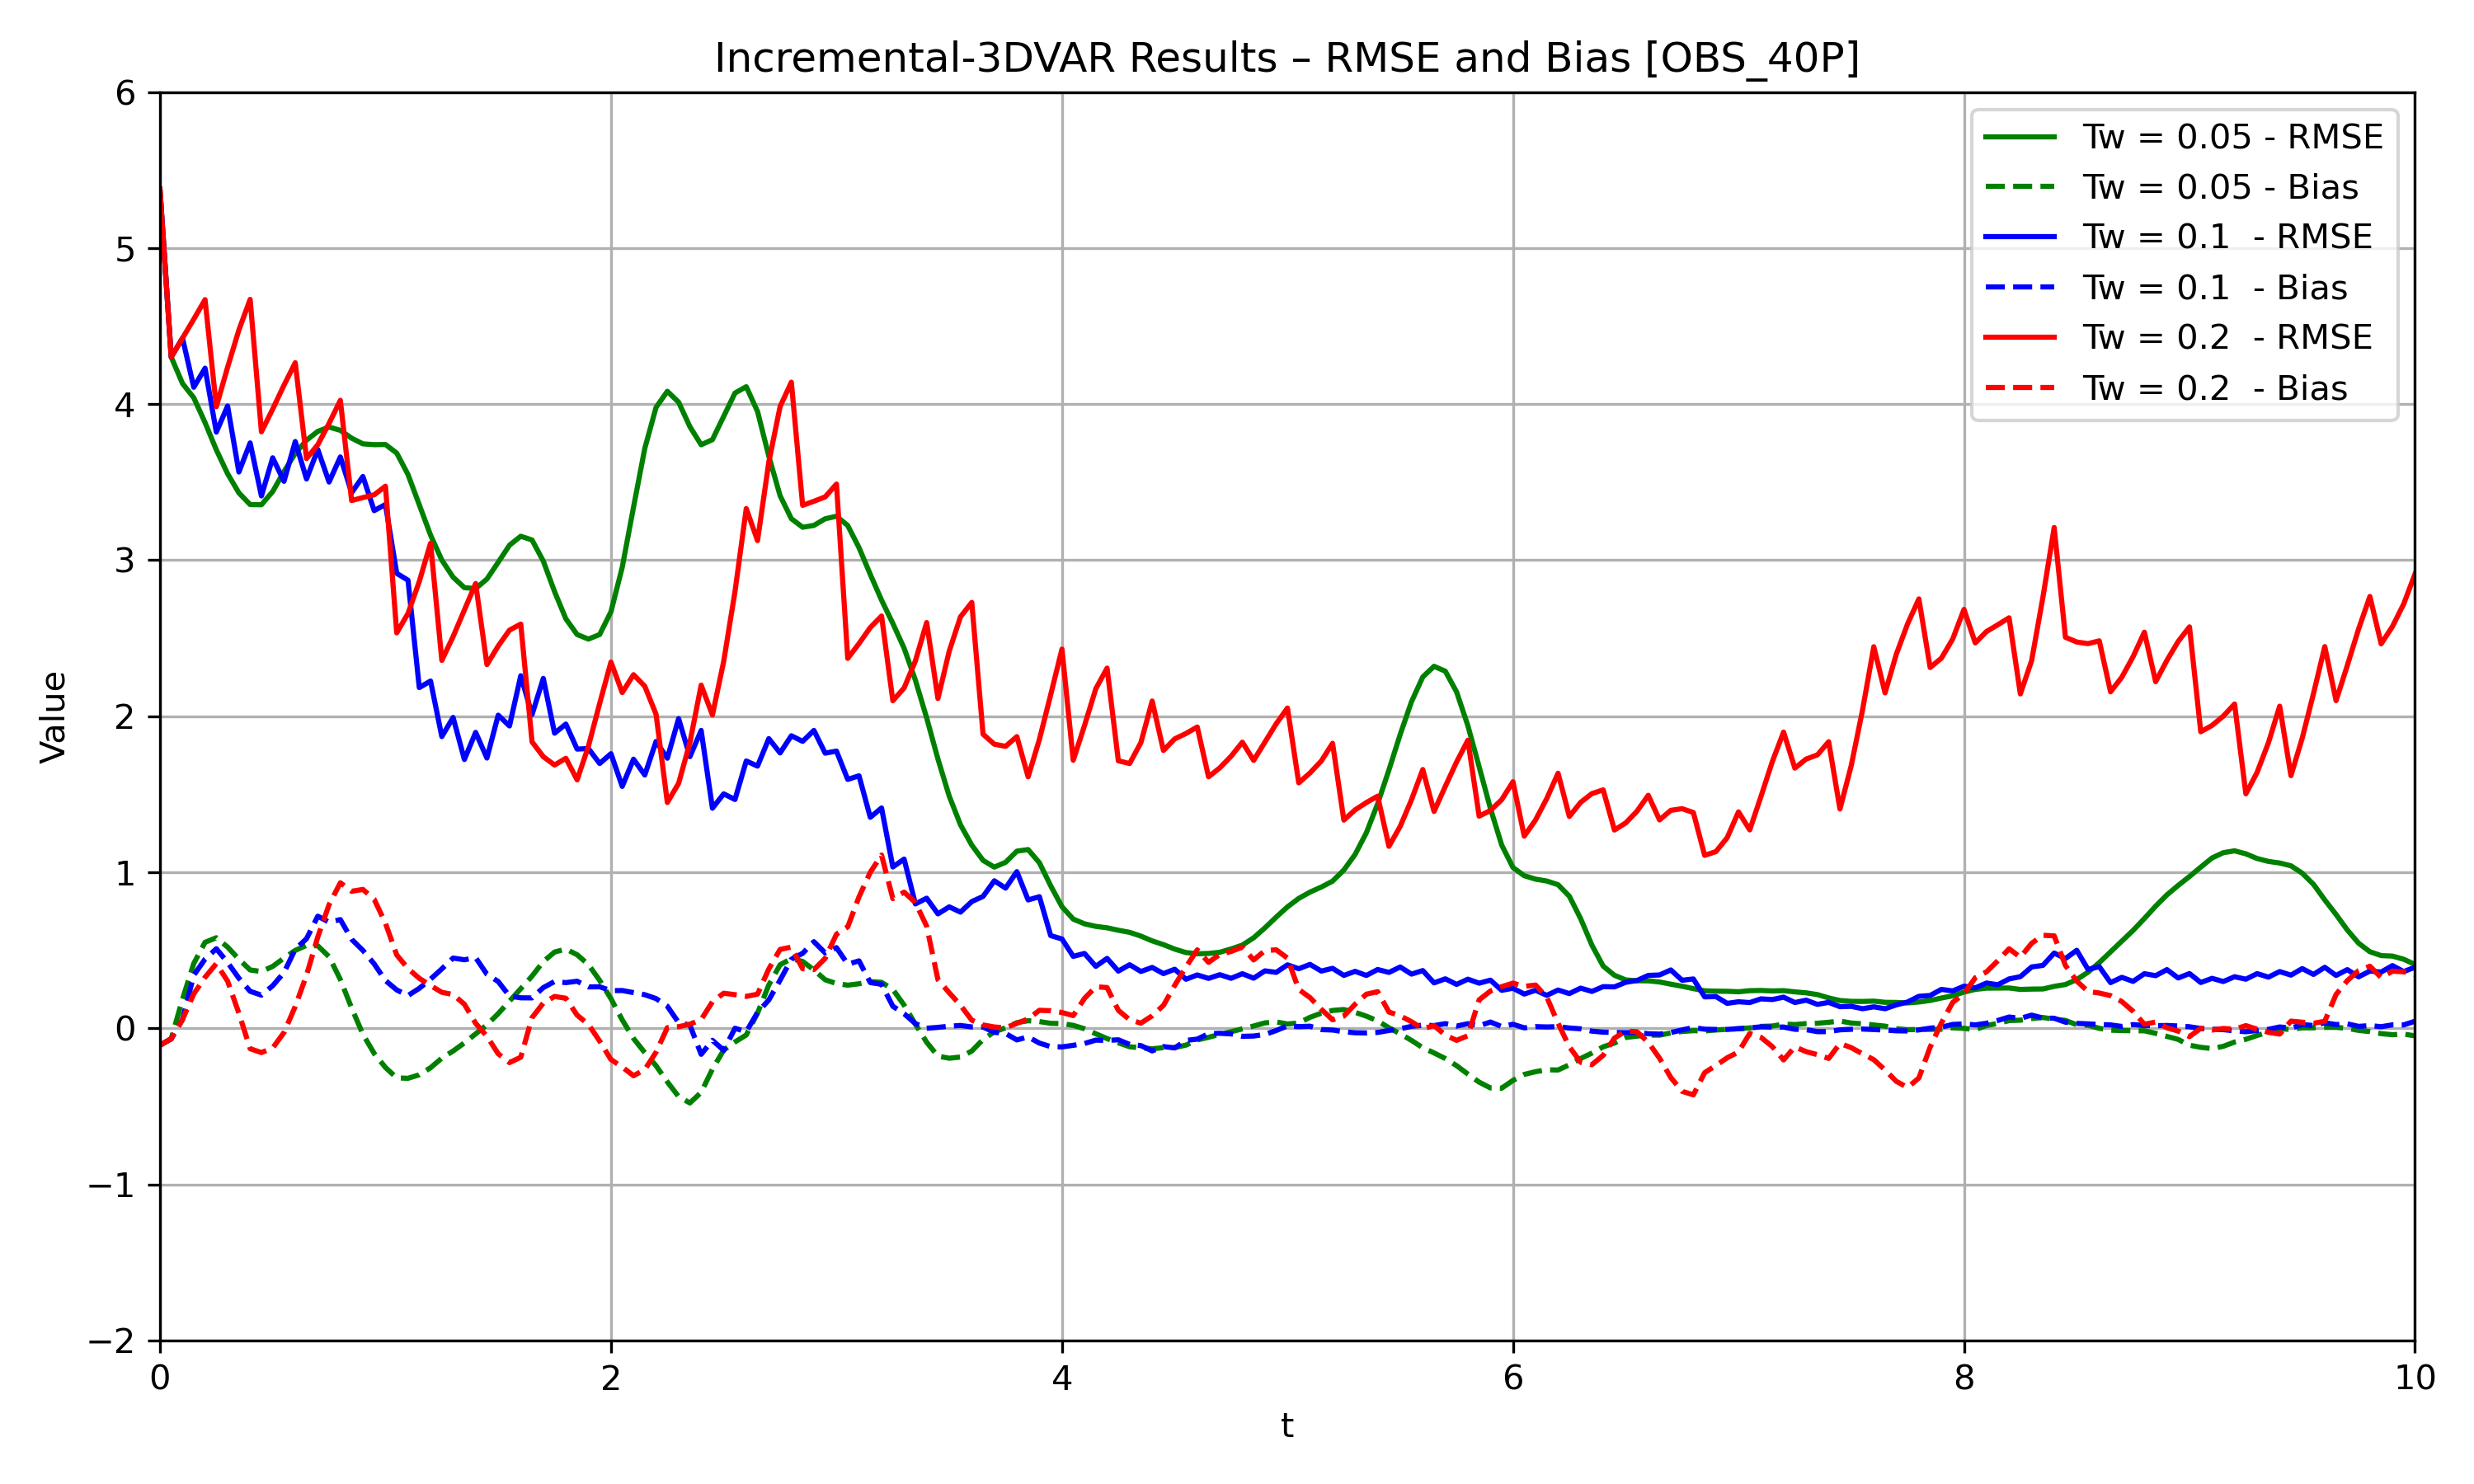 Incremental-3DVAR Results – RMSE and Bias [OBS_40P]
6
5
4
3
2
1
0
−1
−2
Value
Tw = 0.05 - RMSE
Tw = 0.05 - Bias
Tw = 0.1  - RMSE
Tw = 0.1  - Bias
Tw = 0.2  - RMSE
Tw = 0.2  - Bias
0 2 4 6 8 10
t